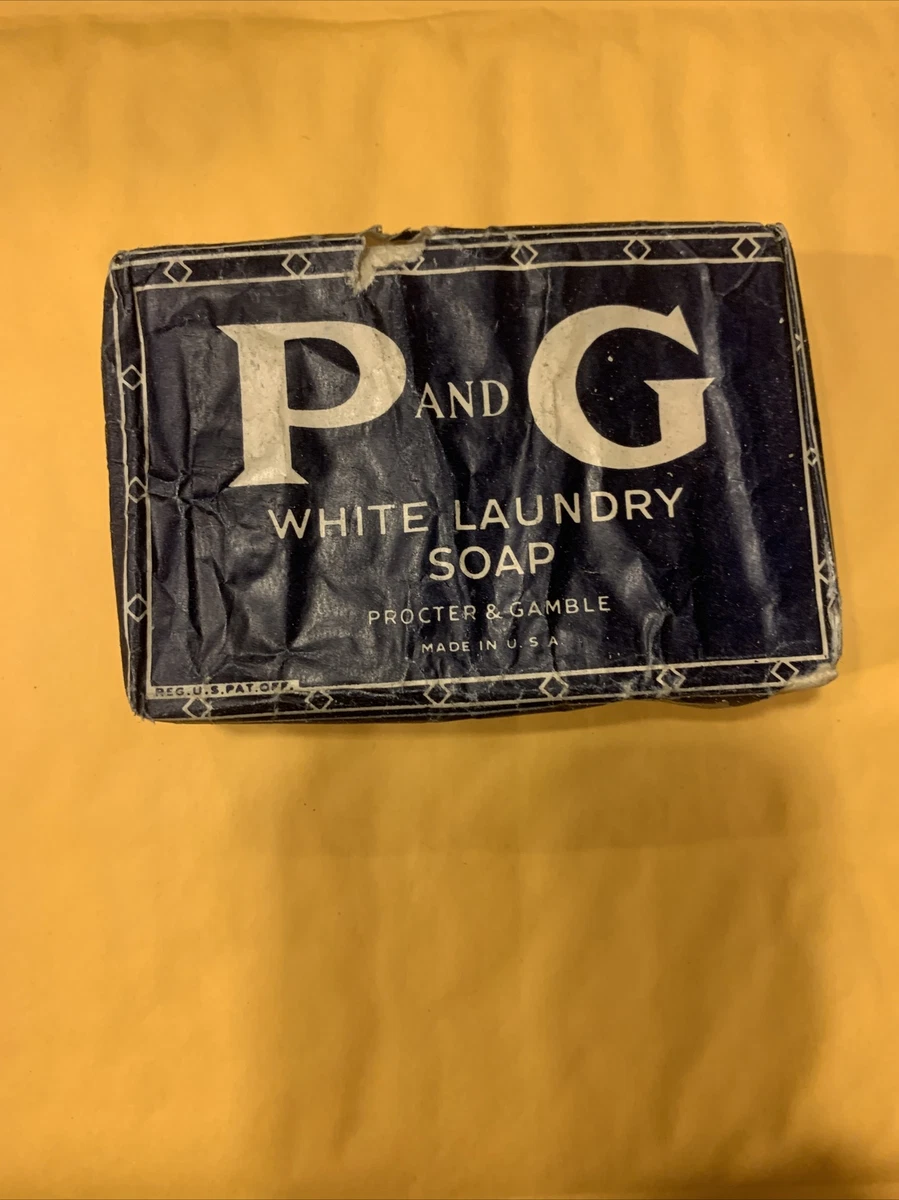 P AND G
WHITE LAUNDRY
SOAP
PROCTER & GAMBLE
MADE IN U. S. A.
REG. U.S. PAT. OFF.